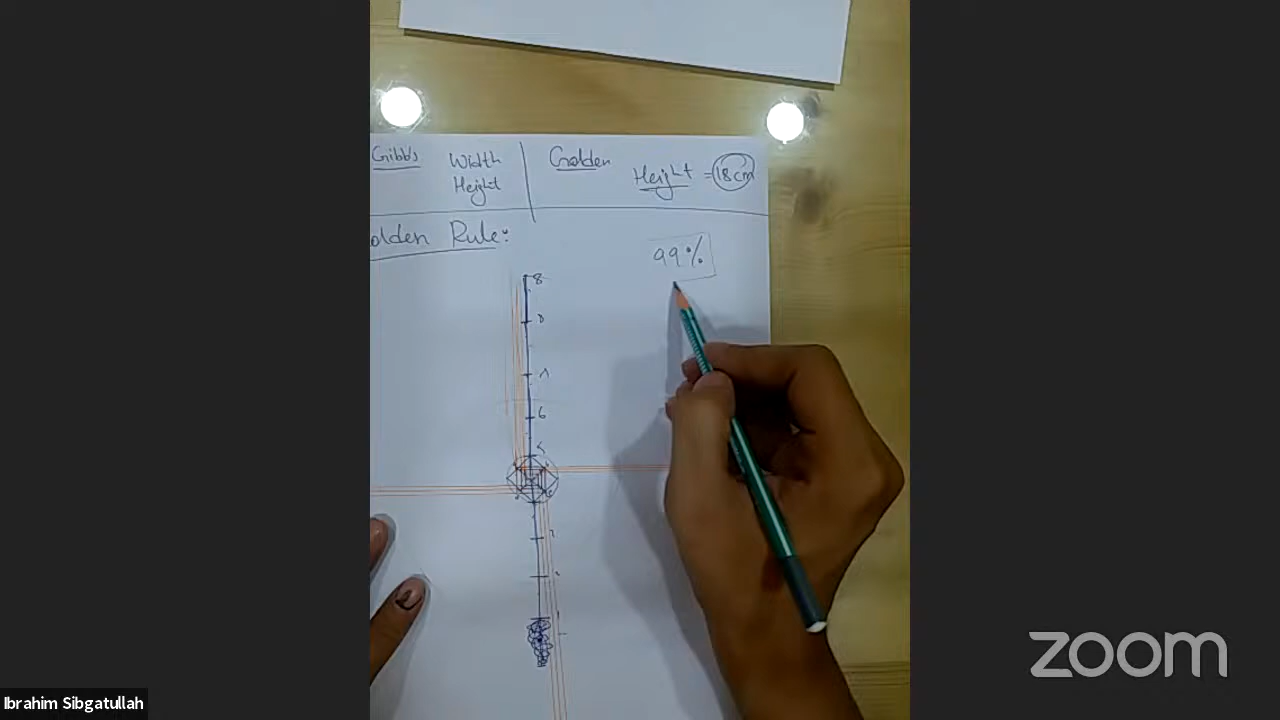 Gibbs Width Height
Golden Height = 18cm
olden Rule:
99%
8
6
zoom
Ibrahim Sibgatullah